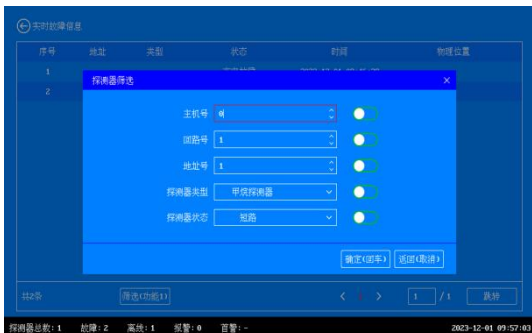 实时故障信息
序号 地址 类型 状态 时间 物理位置
1
2
探测器筛选 ×
主机号 0
回路号 1
地址号 1
探测器类型 甲烷探测器
探测器状态 短路
确定(回车) 返回(取消)
共2条 筛选(功能1) < 1 > 1 / 1 跳转
探测器总数: 1 故障: 2 离线: 1 报警: 0 首警: - 2023-12-01 09:57:03